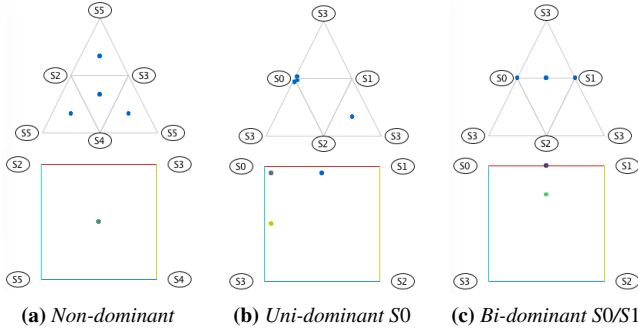 S5
S3
S3
S2
S3
S0
S1
S0
S1
S5
S4
S5
S3
S2
S3
S3
S2
S3
S2
S3
S0
S1
S0
S1
S5
S4
S3
S2
S3
S2
(a) Non-dominant
(b) Uni-dominant S0
(c) Bi-dominant S0/S1